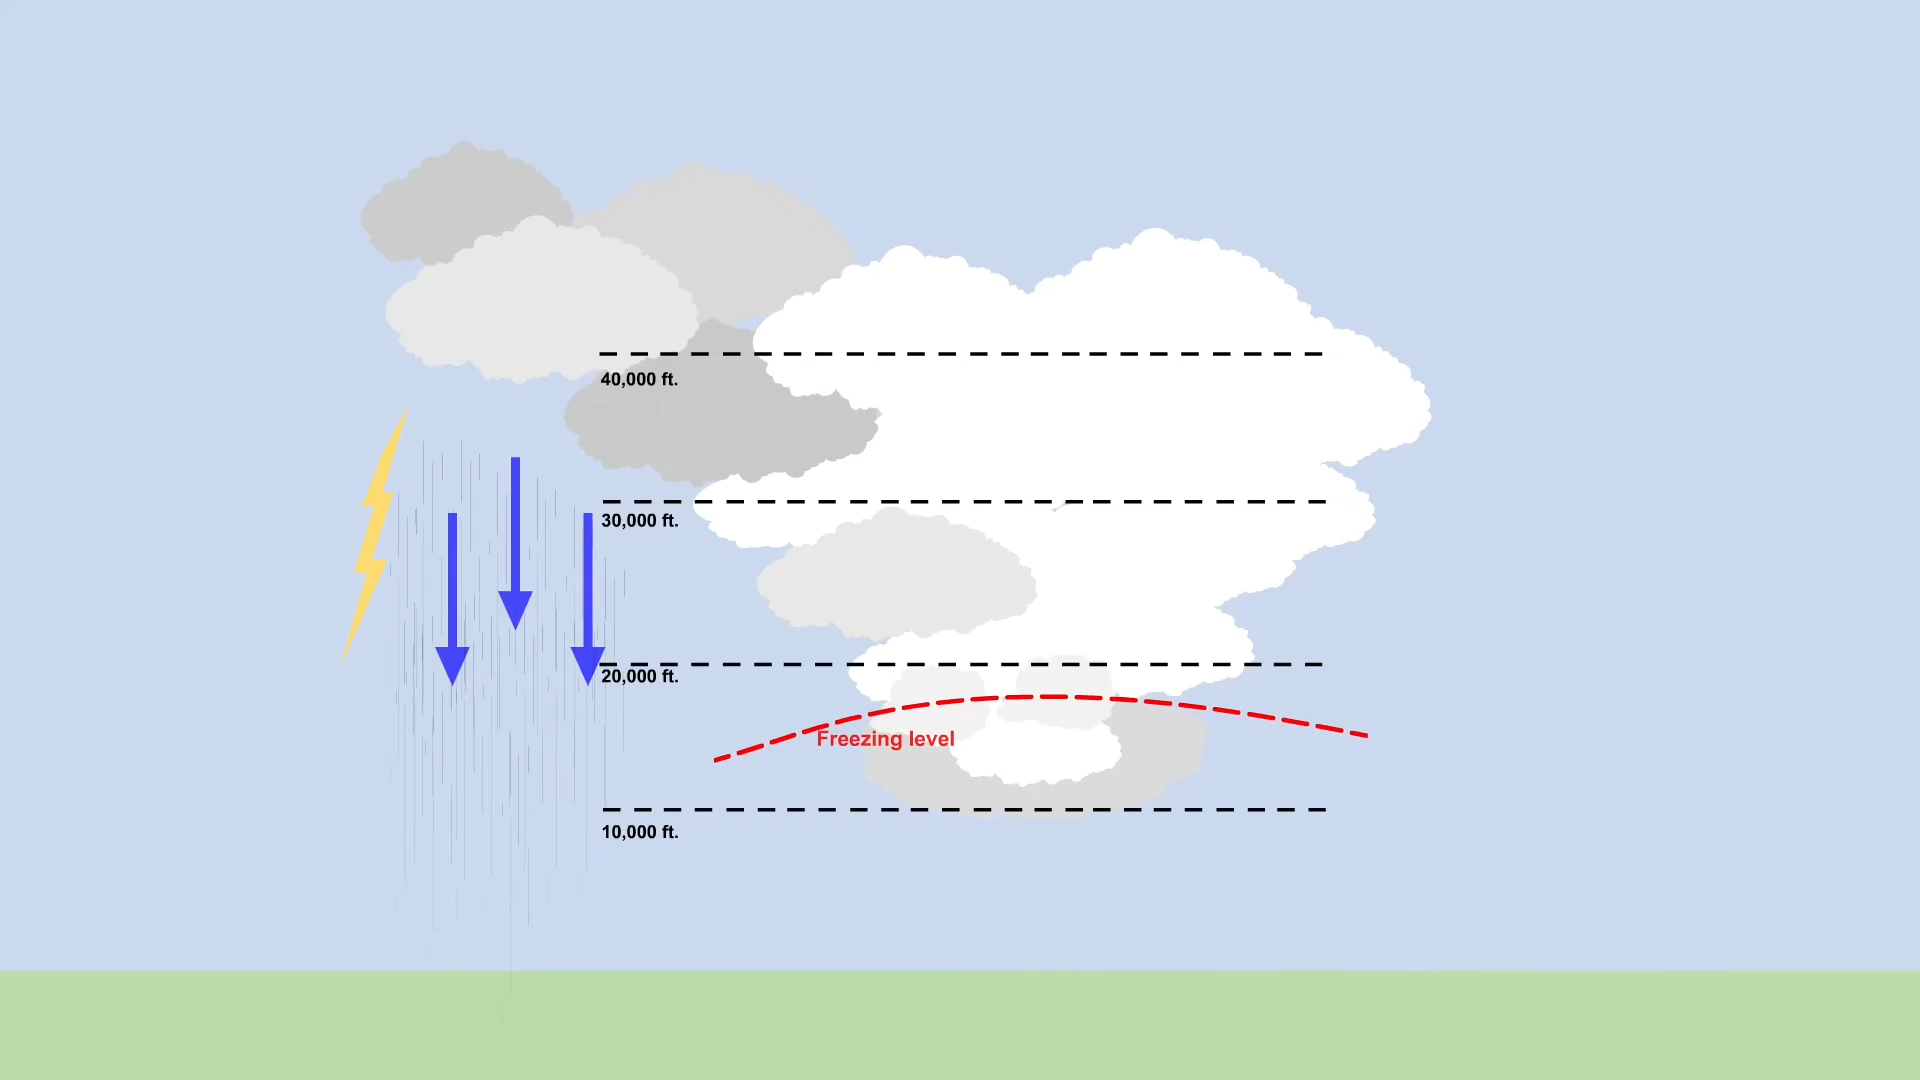 40,000 ft.
30,000 ft.
20,000 ft.
Freezing level
10,000 ft.